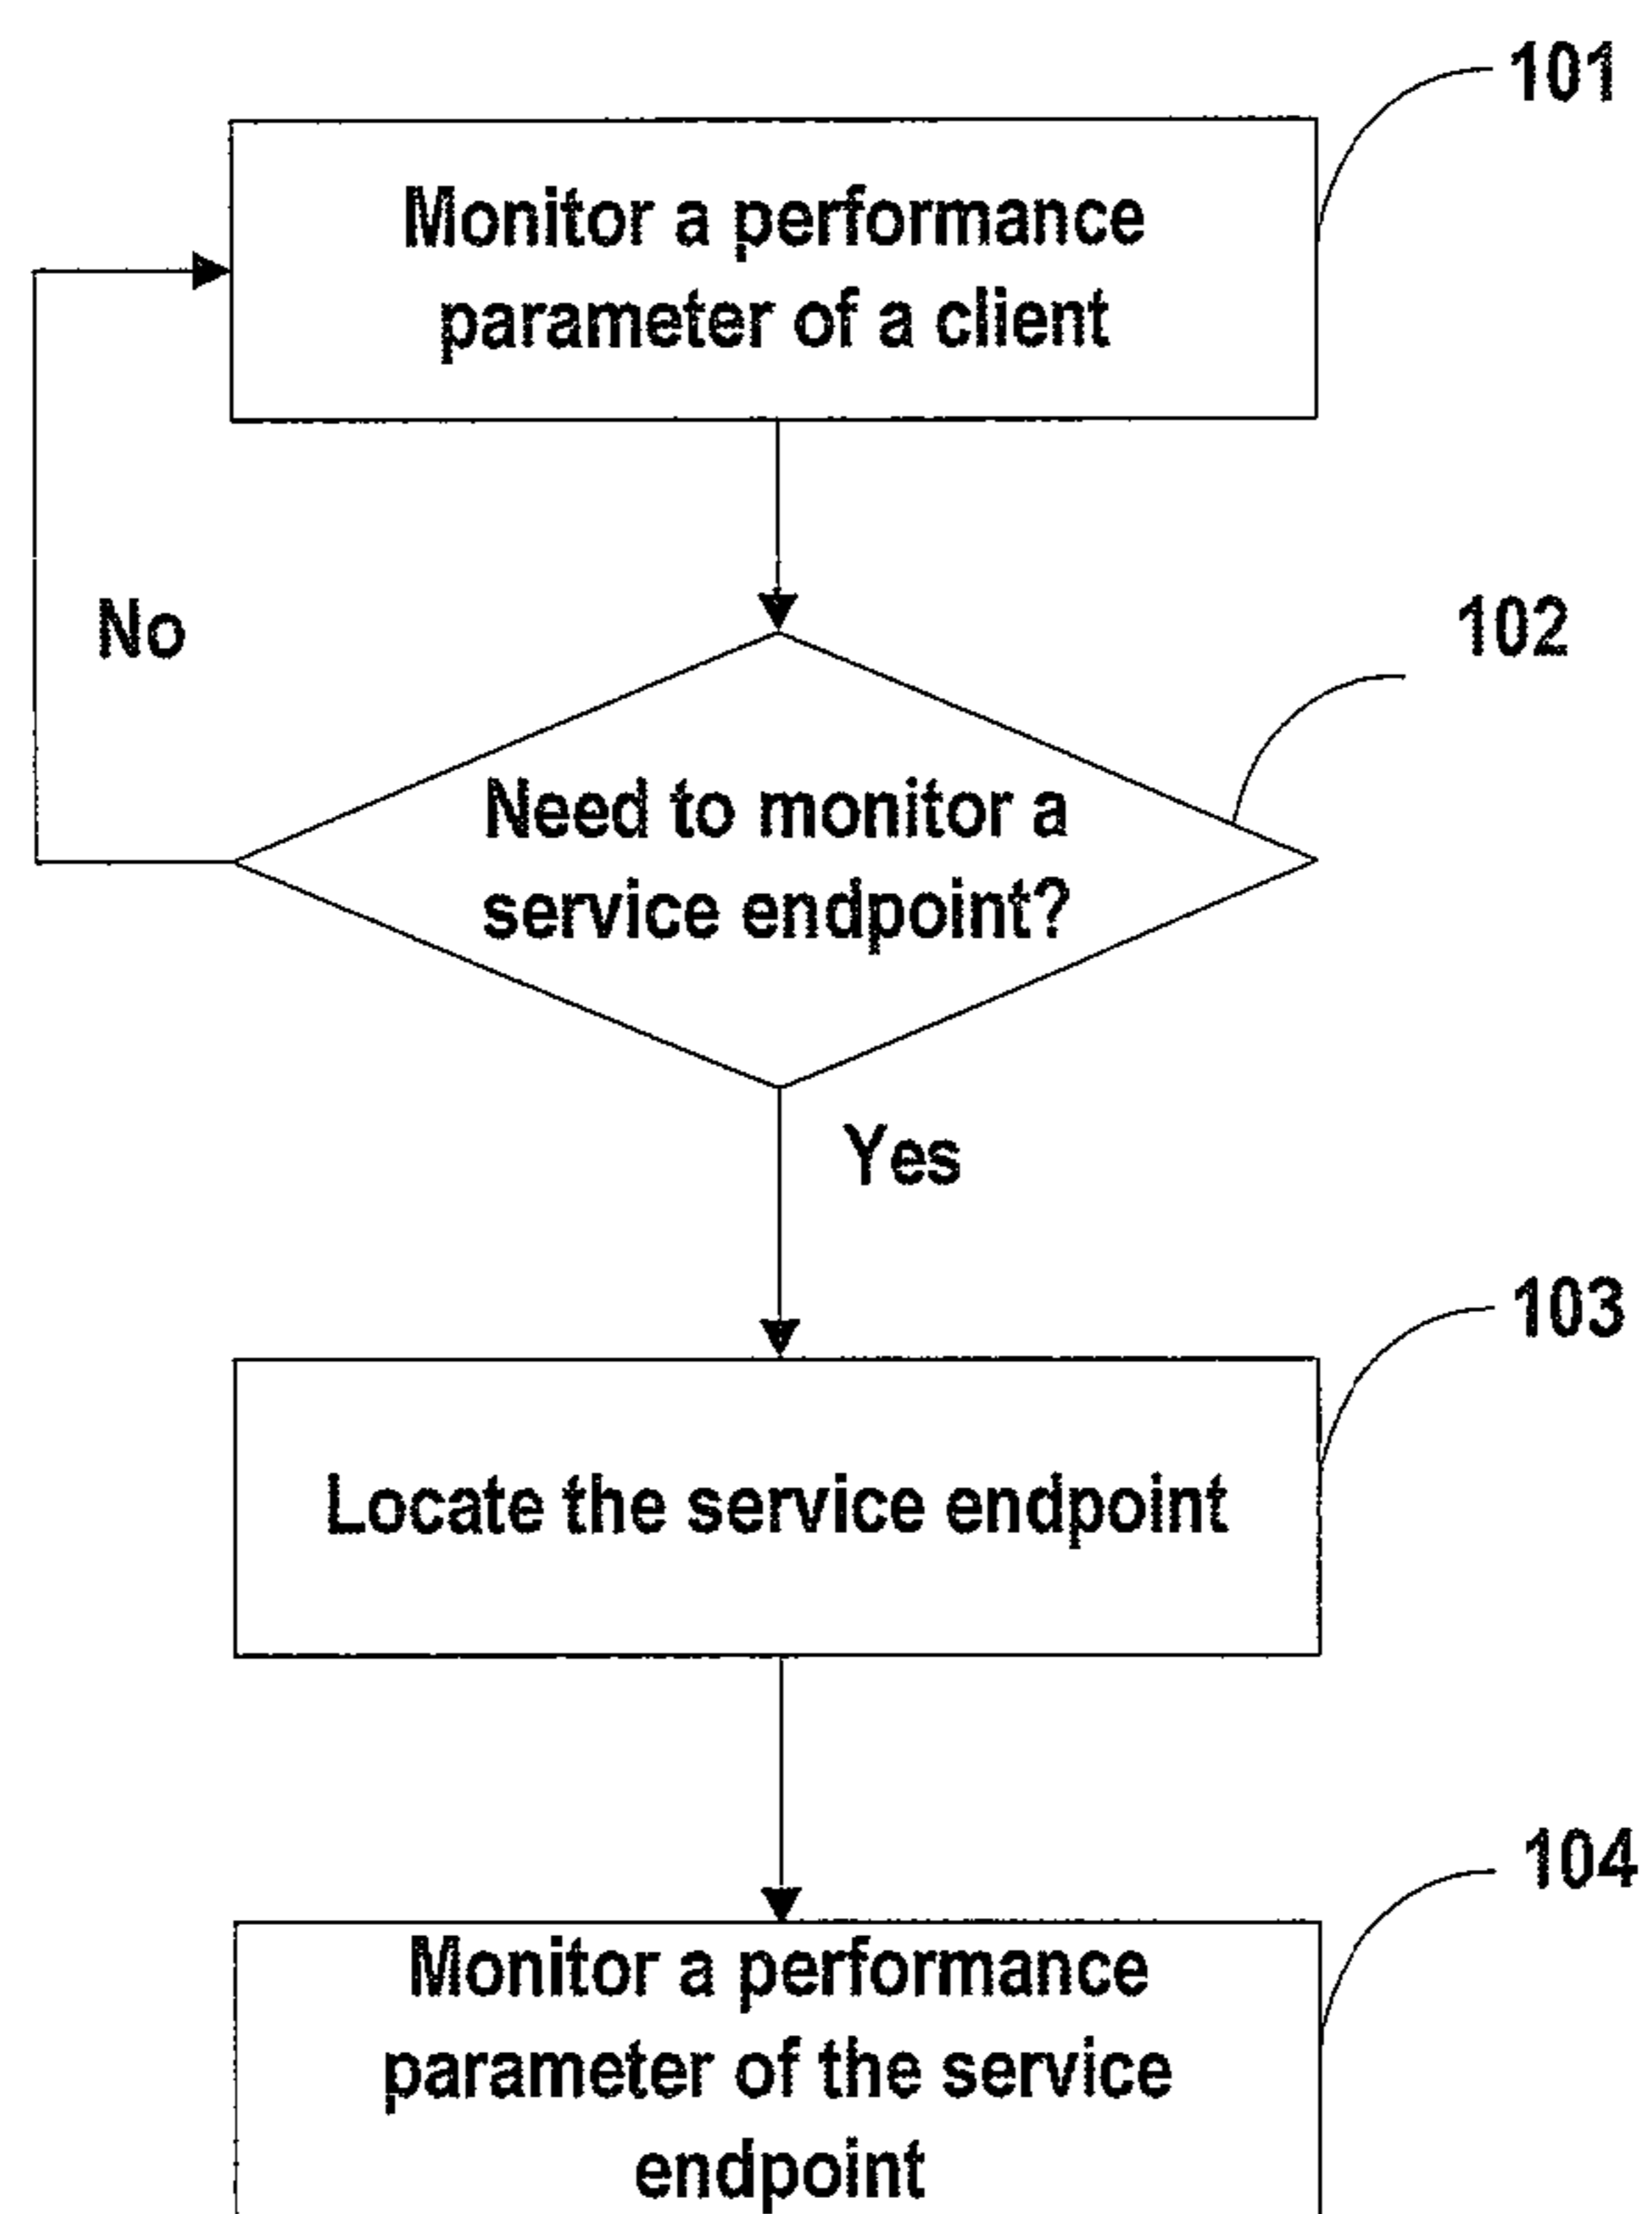 101
Monitor a performance
parameter of a client
No
102
Need to monitor a
service endpoint?
Yes
103
Locate the service endpoint
104
Monitor a performance
parameter of the service
endpoint